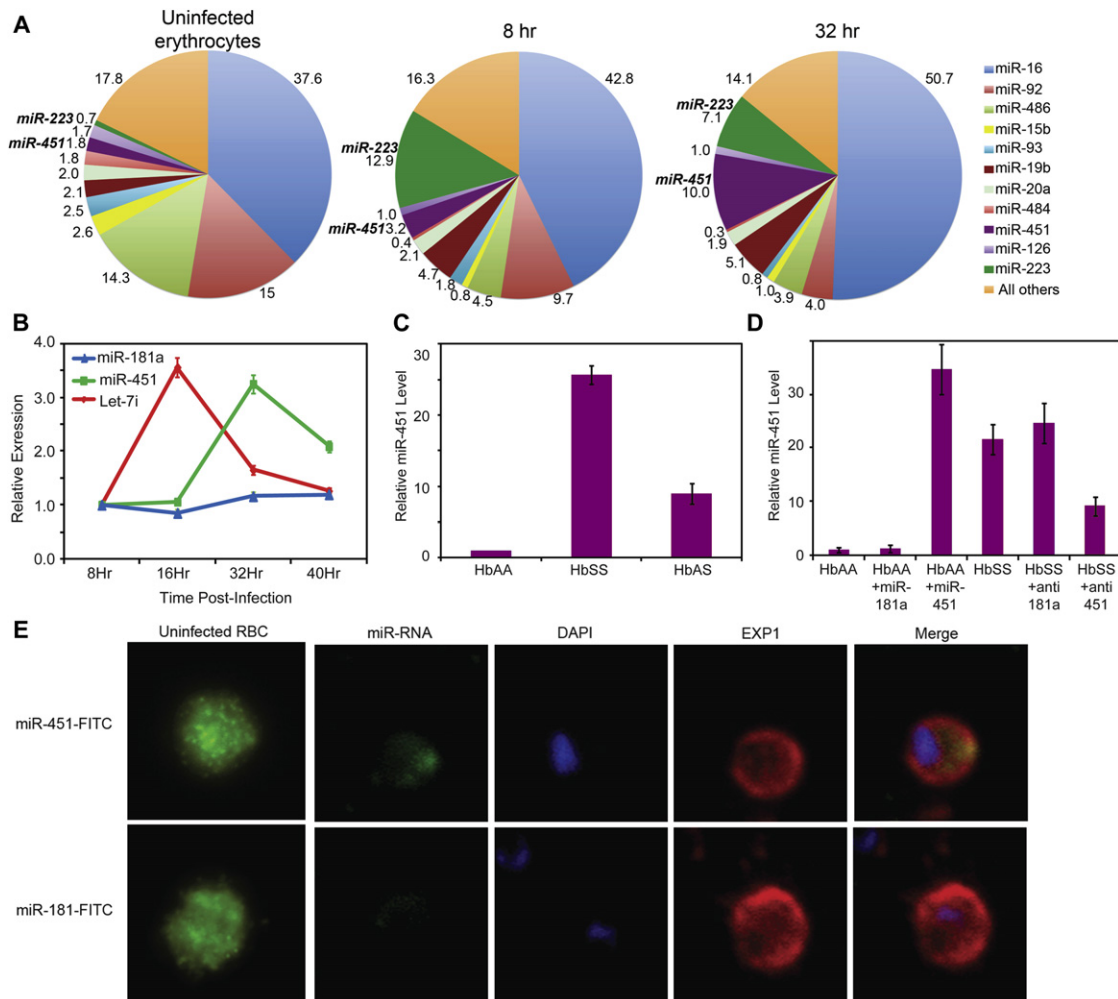 A
Uninfected
erythrocytes
8 hr
32 hr
17.8
37.6
miR-223 0.7
1.7
miR-451 1.8
1.8
2.0
2.1
2.5
2.6
14.3
15
16.3
42.8
miR-223
12.9
1.0
miR-451 3.2
0.4
2.1
4.7
1.8
0.8
4.5
9.7
14.1
50.7
miR-223
7.1
1.0
miR-451
10.0
0.3
1.9
5.1
0.8
1.0
3.9
4.0
miR-16
miR-92
miR-486
miR-15b
miR-93
miR-19b
miR-20a
miR-484
miR-451
miR-126
miR-223
All others
B
4.0
3.0
2.0
1.0
0.0
Relative Exression
miR-181a
miR-451
Let-7i
8Hr 16Hr 32Hr 40Hr
Time Post-Infection
C
30
20
10
0
Relative miR-451 Level
HbAA HbSS HbAS
D
30
20
10
0
Relative miR-451 Level
HbAA HbAA HbAA HbSS HbSS HbSS
+miR- +miR- +anti +anti
181a 451 181a 451
E
Uninfected RBC miR-RNA DAPI EXP1 Merge
miR-451-FITC
miR-181-FITC